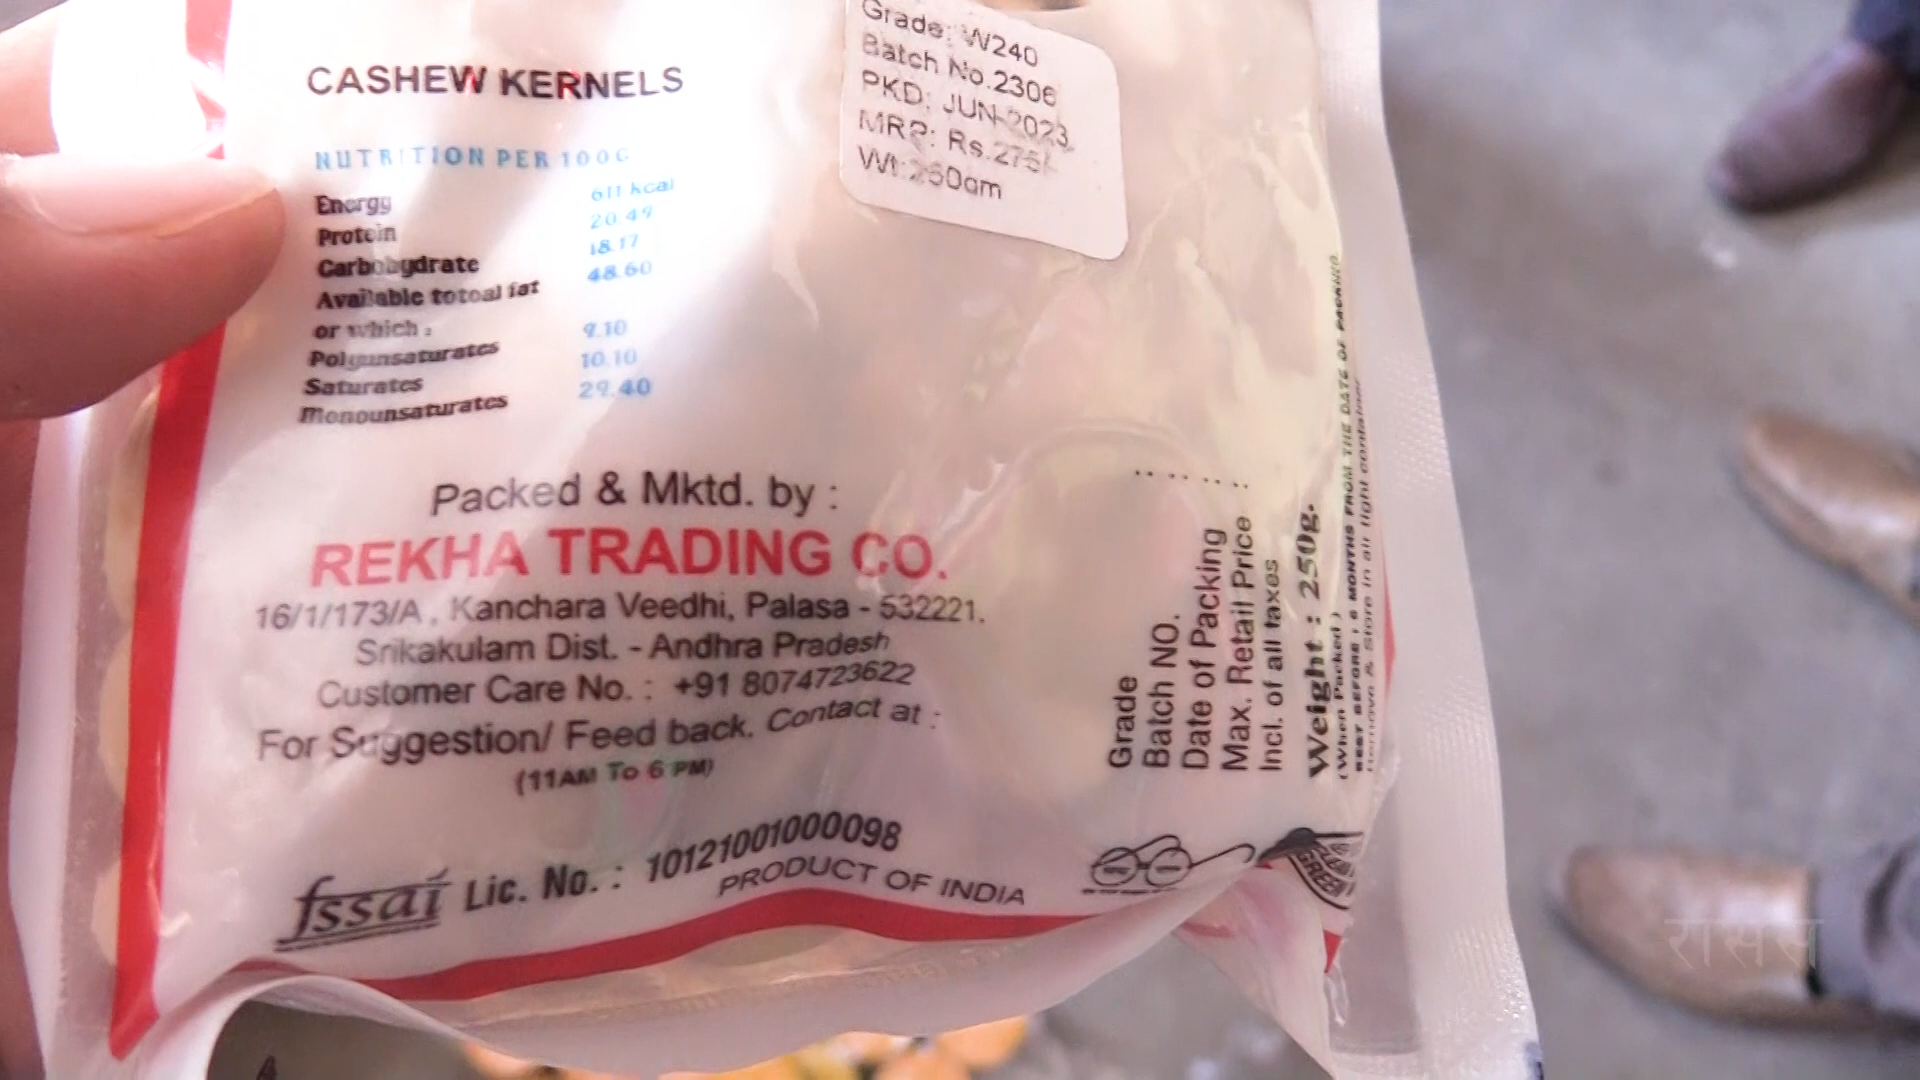 Grade: W240
Batch No.2306
PKD: JUN-2023
MRP: Rs.275/-
Wt:250gm
CASHEW KERNELS
NUTRITION PER 100G
Energy 611 kcal
Protein 20.49
Carbohydrate 18.17
Available totoal fat 48.60
or which :
Polyunsaturates 9.10
Saturates 10.10
Monounsaturates 29.40
Packed & Mktd. by :
REKHA TRADING CO.
16/1/173/A, Kanchara Veedhi, Palasa - 532221.
Srikakulam Dist. - Andhra Pradesh
Customer Care No. : +91 8074723622
For Suggestion/ Feed back. Contact at :
(11AM To 6 PM)
fssai Lic. No. : 10121001000098
PRODUCT OF INDIA
Grade
Batch NO.
Date of Packing
Max. Retail Price
Incl. of all taxes
Weight : 250g.
(When Packed)
BEST BEFORE : 6 MONTHS FROM THE DATE OF PACKING
& Store in air tight container
GREEN
रासस